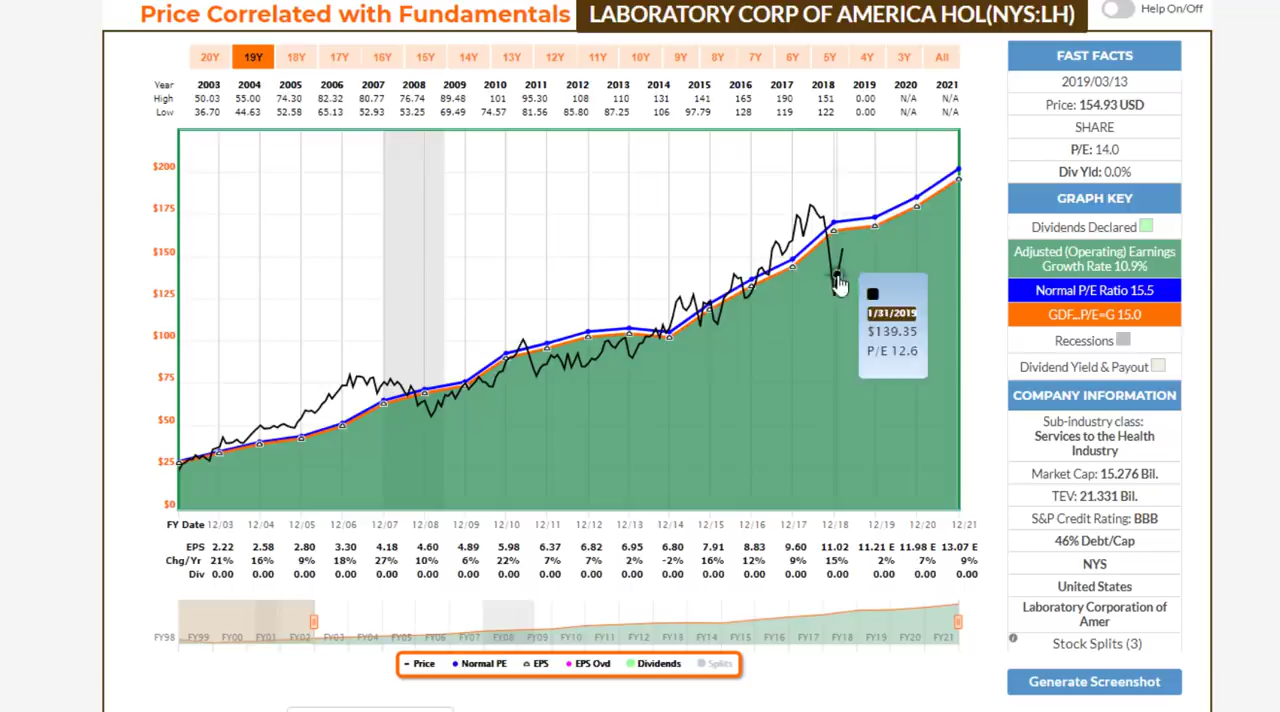 Price Correlated with Fundamentals LABORATORY CORP OF AMERICA HOL(NYS:LH) Help On/Off
20Y 19Y 18Y 17Y 16Y 15Y 14Y 13Y 12Y 11Y 10Y 9Y 8Y 7Y 6Y 5Y 4Y 3Y All
Year 2003 2004 2005 2006 2007 2008 2009 2010 2011 2012 2013 2014 2015 2016 2017 2018 2019 2020 2021
High 50.03 55.00 74.30 82.32 80.77 76.74 89.48 101 95.30 108 110 131 141 165 190 151 0.00 N/A N/A
Low 36.70 44.63 52.58 65.13 52.93 53.25 69.49 74.57 81.56 85.80 87.25 106 97.79 128 119 122 0.00 N/A N/A
$200
$175
$150
$125
$100
$75
$50
$25
$0
1/31/2019
$139.35
P/E 12.6
FY Date 12/03 12/04 12/05 12/06 12/07 12/08 12/09 12/10 12/11 12/12 12/13 12/14 12/15 12/16 12/17 12/18 12/19 12/20 12/21
EPS 2.22 2.58 2.80 3.30 4.18 4.60 4.89 5.98 6.37 6.82 6.95 6.80 7.91 8.83 9.60 11.02 11.21 E 11.98 E 13.07 E
Chg/Yr 21% 16% 9% 18% 27% 10% 6% 22% 7% 7% 2% -2% 16% 12% 9% 15% 2% 7% 9%
Div 0.00 0.00 0.00 0.00 0.00 0.00 0.00 0.00 0.00 0.00 0.00 0.00 0.00 0.00 0.00 0.00 0.00 0.00 0.00
FY98 FY99 FY00 FY01 FY02 FY03 FY04 FY05 FY06 FY07 FY08 FY09 FY10 FY11 FY12 FY13 FY14 FY15 FY16 FY17 FY18 FY19 FY20 FY21
Price Normal PE EPS EPS Ovd Dividends Splits
FAST FACTS
2019/03/13
Price: 154.93 USD
SHARE
P/E: 14.0
Div Yld: 0.0%
GRAPH KEY
Dividends Declared
Adjusted (Operating) Earnings
Growth Rate 10.9%
Normal P/E Ratio 15.5
GDF...P/E=G 15.0
Recessions
Dividend Yield & Payout
COMPANY INFORMATION
Sub-industry class:
Services to the Health
Industry
Market Cap: 15.276 Bil.
TEV: 21.331 Bil.
S&P Credit Rating: BBB
46% Debt/Cap
NYS
United States
Laboratory Corporation of
Amer
Stock Splits (3)
Generate Screenshot